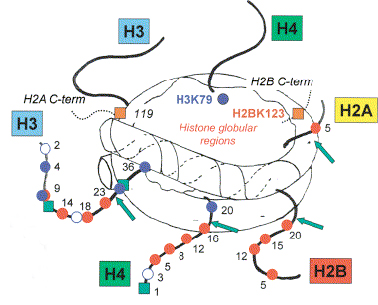 H3
H4
H2A C-term
119
H3K79
H2B C-term
H2BK123
Histone globular
regions
H2A
5
H3
2
4
9
14
18
23
36
20
16
12
8
5
3
1
H4
20
15
12
5
H2B